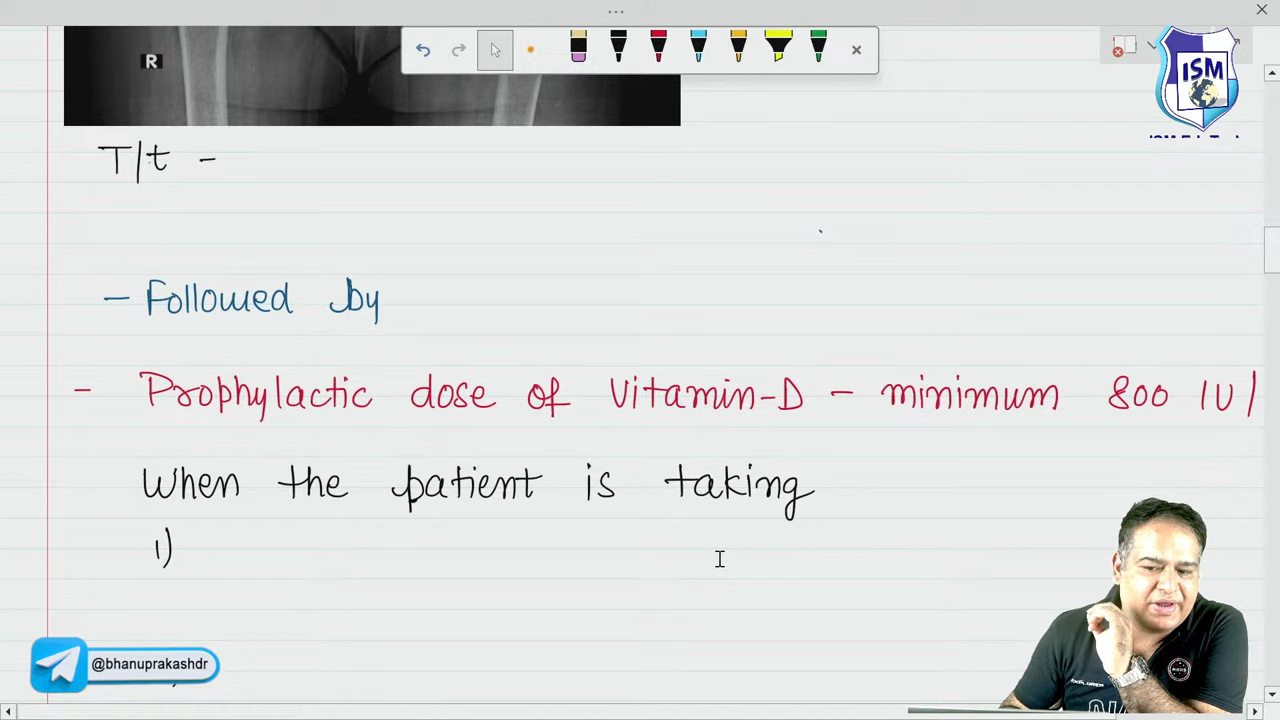 R
ISM
T/t -
- Followed by
- Prophylactic dose of Vitamin-D - minimum 800 IU/
When the patient is taking
1)
@bhanuprakashdr